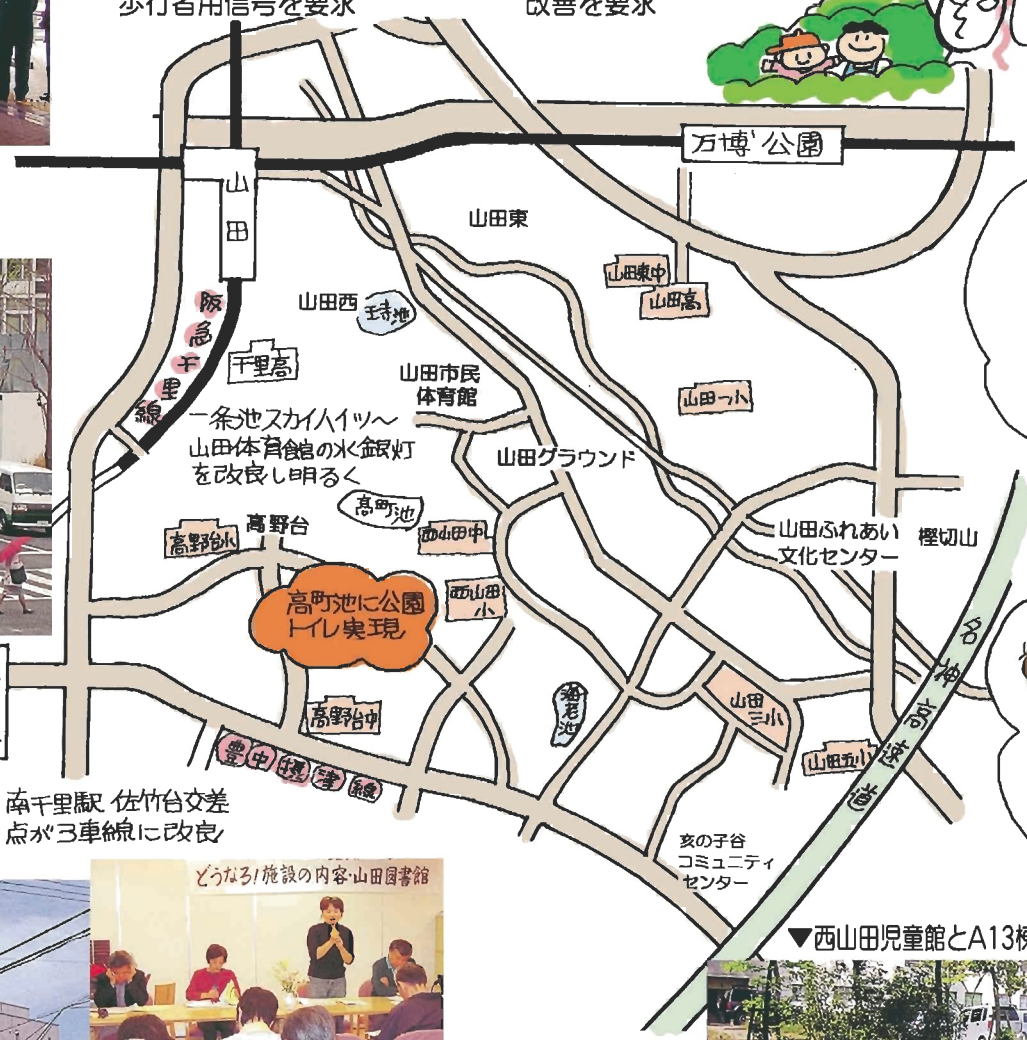 歩行者用信号を要求
改善を要求
万博公園
山田
山田東
山田東中
山田高
山田西
王寺池
阪急千里線
千里高
山田市民
体育館
山田一小
一条池スカイハイツ〜
山田体育館の水銀灯
を改良し明るく
山田グラウンド
高町池
高野台
高野台小
西山田中
山田ふれあい
文化センター
樫切山
高町池に公園
トイレ実現
西山田
小
名神高速道
高野台中
海老池
山田
三小
山田五小
豊中摂津線
南千里駅 佐竹台交差
点が3車線に改良
亥の子谷
コミュニティ
センター
どうなろ!施設の内容・山田図書館
▼西山田児童館とA13棟